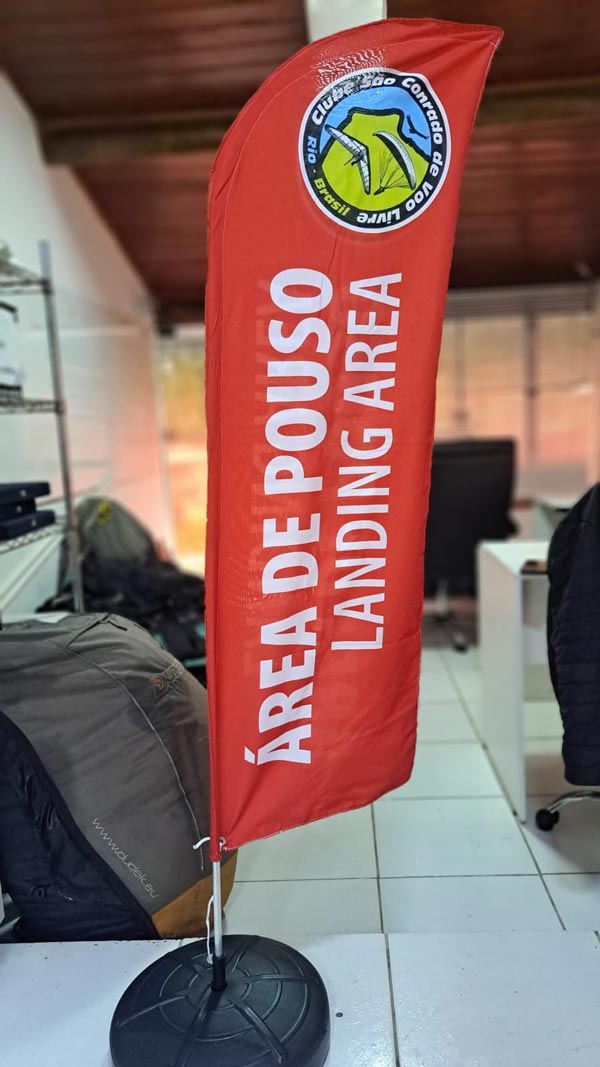 Clube São Conrado de Voo Livre
Rio Brasil
ÁREA DE POUSO
LANDING AREA
www.dudek.eu